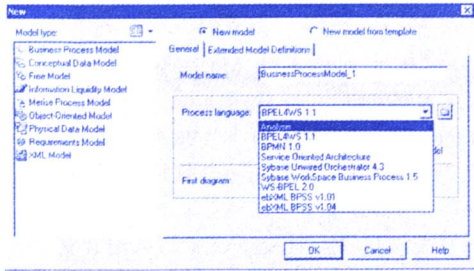 New
Model type:
New model
New model from template
Business Process Model
Conceptual Data Model
Free Model
Information Liquidity Model
Merise Process Model
Object-Oriented Model
Physical Data Model
Requirements Model
XML Model
General
Extended Model Definitions
Model name:
BusinessProcessModel_1
Process language:
BPEL4WS 1.1
Analysis
BPEL4WS 1.1
BPMN 1.0
Service Oriented Architecture
Sybase Unwired Orchestrator 4.3
Sybase WorkSpace Business Process 1.5
WS-BPEL 2.0
ebXML BPSS v1.01
ebXML BPSS v1.04
First diagram:
OK
Cancel
Help